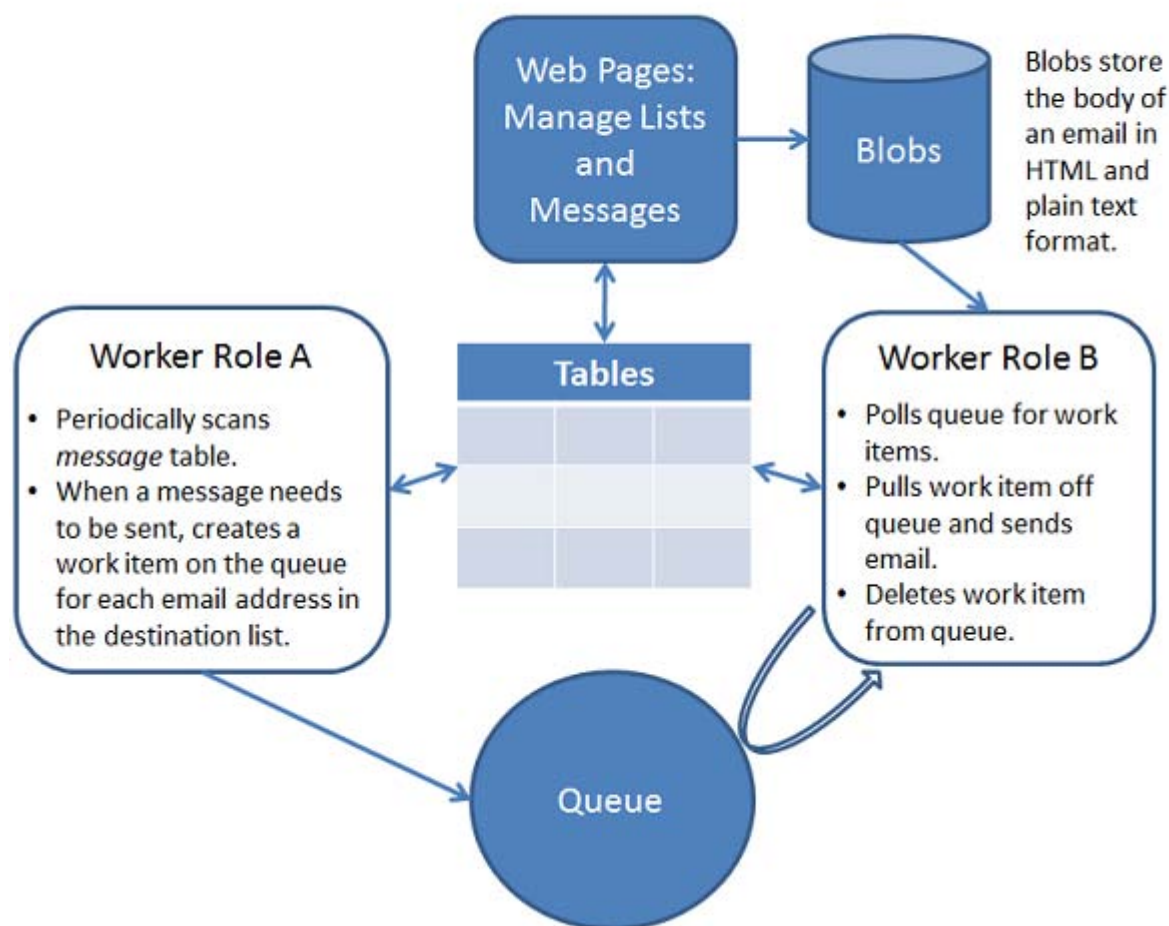 Web Pages:
Manage Lists
and
Messages
Blobs
Blobs store
the body of
an email in
HTML and
plain text
format.
Worker Role A
• Periodically scans
message table.
• When a message needs
to be sent, creates a
work item on the queue
for each email address in
the destination list.
Tables
Worker Role B
• Polls queue for work
items.
• Pulls work item off
queue and sends
email.
• Deletes work item
from queue.
Queue